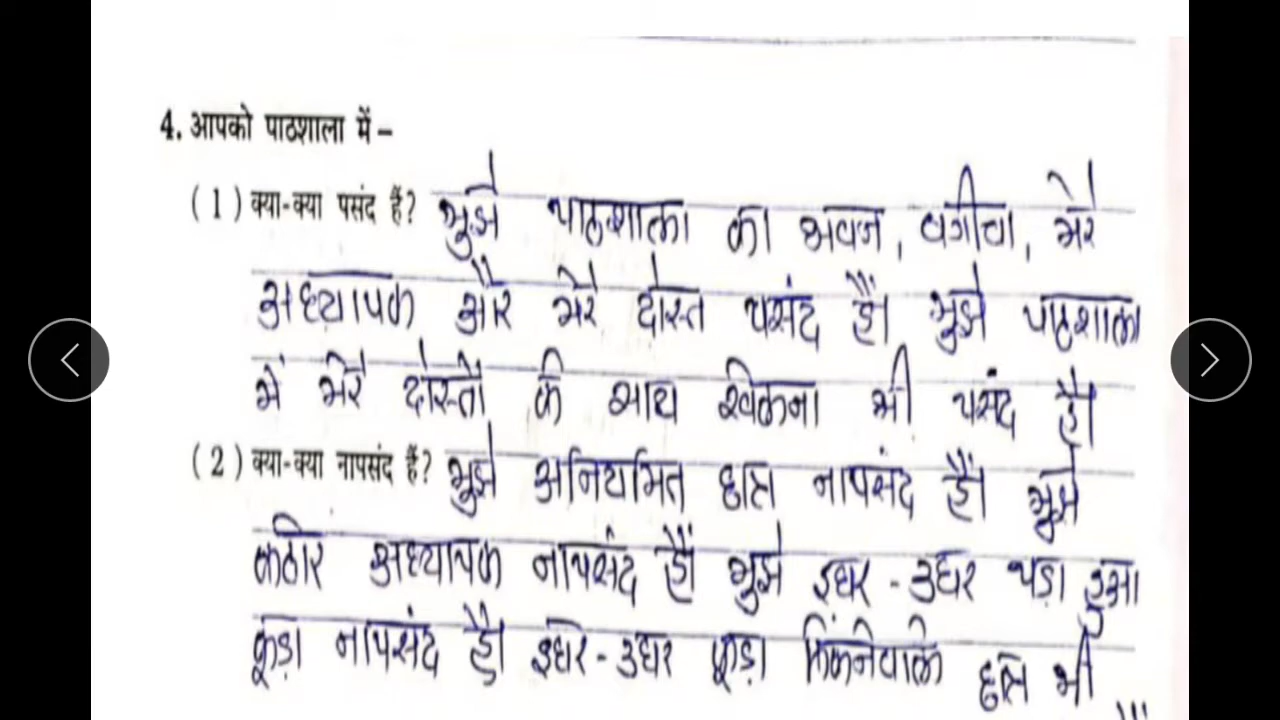 4. आपको पाठशाला में –
(1) क्या-क्या पसंद हैं? मुझे पाठशाला का भवन, बगीचा, मेरे
अध्यापक और मेरे दोस्त पसंद हैं। मुझे पाठशाला
में मेरे दोस्तों के साथ खेलना भी पसंद है।
(2) क्या-क्या नापसंद हैं? मुझे अनियमित छात्र नापसंद हैं। मुझे
कठोर अध्यापक नापसंद हैं। मुझे इधर-उधर पड़ा हुआ
कूड़ा नापसंद है। इधर-उधर कूड़ा फेंकनेवाले छात्र भी